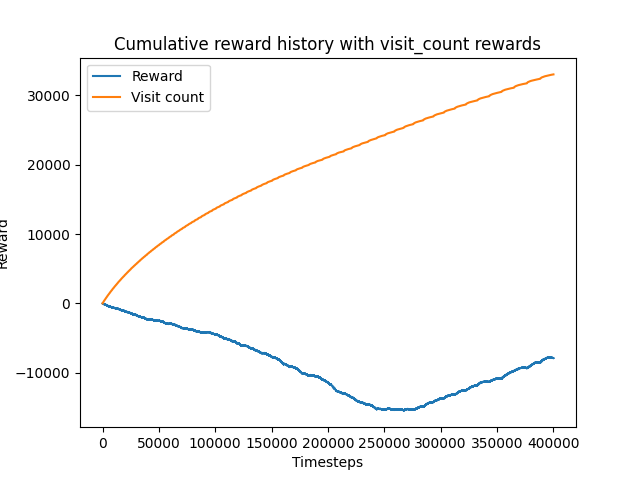 Cumulative reward history with visit_count rewards
Reward
Visit count
30000
20000
10000
0
−10000
Reward
0 50000 100000 150000 200000 250000 300000 350000 400000
Timesteps